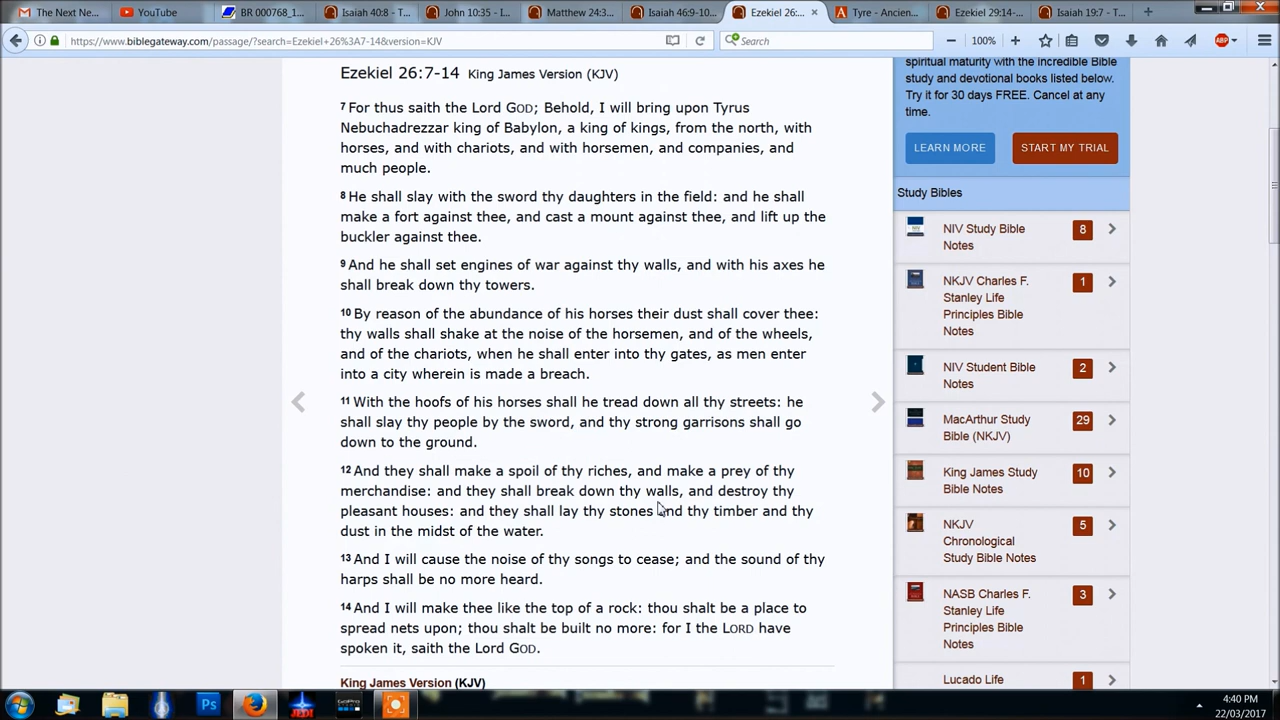 The Next Ne...
YouTube
BR 000768_1...
Isaiah 40:8 - T...
John 10:35 - I...
Matthew 24:3...
Isaiah 46:9-10...
Ezekiel 26:...
Tyre - Ancien...
Ezekiel 29:14-...
Isaiah 19:7 - T...
https://www.biblegateway.com/passage/?search=Ezekiel+26%3A7-14&version=KJV
Search
100%
ABP
Ezekiel 26:7-14 King James Version (KJV)
7 For thus saith the Lord GOD; Behold, I will bring upon Tyrus
Nebuchadrezzar king of Babylon, a king of kings, from the north, with
horses, and with chariots, and with horsemen, and companies, and
much people.
8 He shall slay with the sword thy daughters in the field: and he shall
make a fort against thee, and cast a mount against thee, and lift up the
buckler against thee.
9 And he shall set engines of war against thy walls, and with his axes he
shall break down thy towers.
10 By reason of the abundance of his horses their dust shall cover thee:
thy walls shall shake at the noise of the horsemen, and of the wheels,
and of the chariots, when he shall enter into thy gates, as men enter
into a city wherein is made a breach.
11 With the hoofs of his horses shall he tread down all thy streets: he
shall slay thy people by the sword, and thy strong garrisons shall go
down to the ground.
12 And they shall make a spoil of thy riches, and make a prey of thy
merchandise: and they shall break down thy walls, and destroy thy
pleasant houses: and they shall lay thy stones and thy timber and thy
dust in the midst of the water.
13 And I will cause the noise of thy songs to cease; and the sound of thy
harps shall be no more heard.
14 And I will make thee like the top of a rock: thou shalt be a place to
spread nets upon; thou shalt be built no more: for I the LORD have
spoken it, saith the Lord GOD.
King James Version (KJV)
spiritual maturity with the incredible Bible
study and devotional books listed below.
Try it for 30 days FREE. Cancel at any
time.
LEARN MORE
START MY TRIAL
Study Bibles
NIV Study Bible
Notes
8
NKJV Charles F.
Stanley Life
Principles Bible
Notes
1
NIV Student Bible
Notes
2
MacArthur Study
Bible (NKJV)
29
King James Study
Bible Notes
10
NKJV
Chronological
Study Bible Notes
5
NASB Charles F.
Stanley Life
Principles Bible
Notes
3
Lucado Life
1
Ps
JEDI
GoPro
4:40 PM
22/03/2017